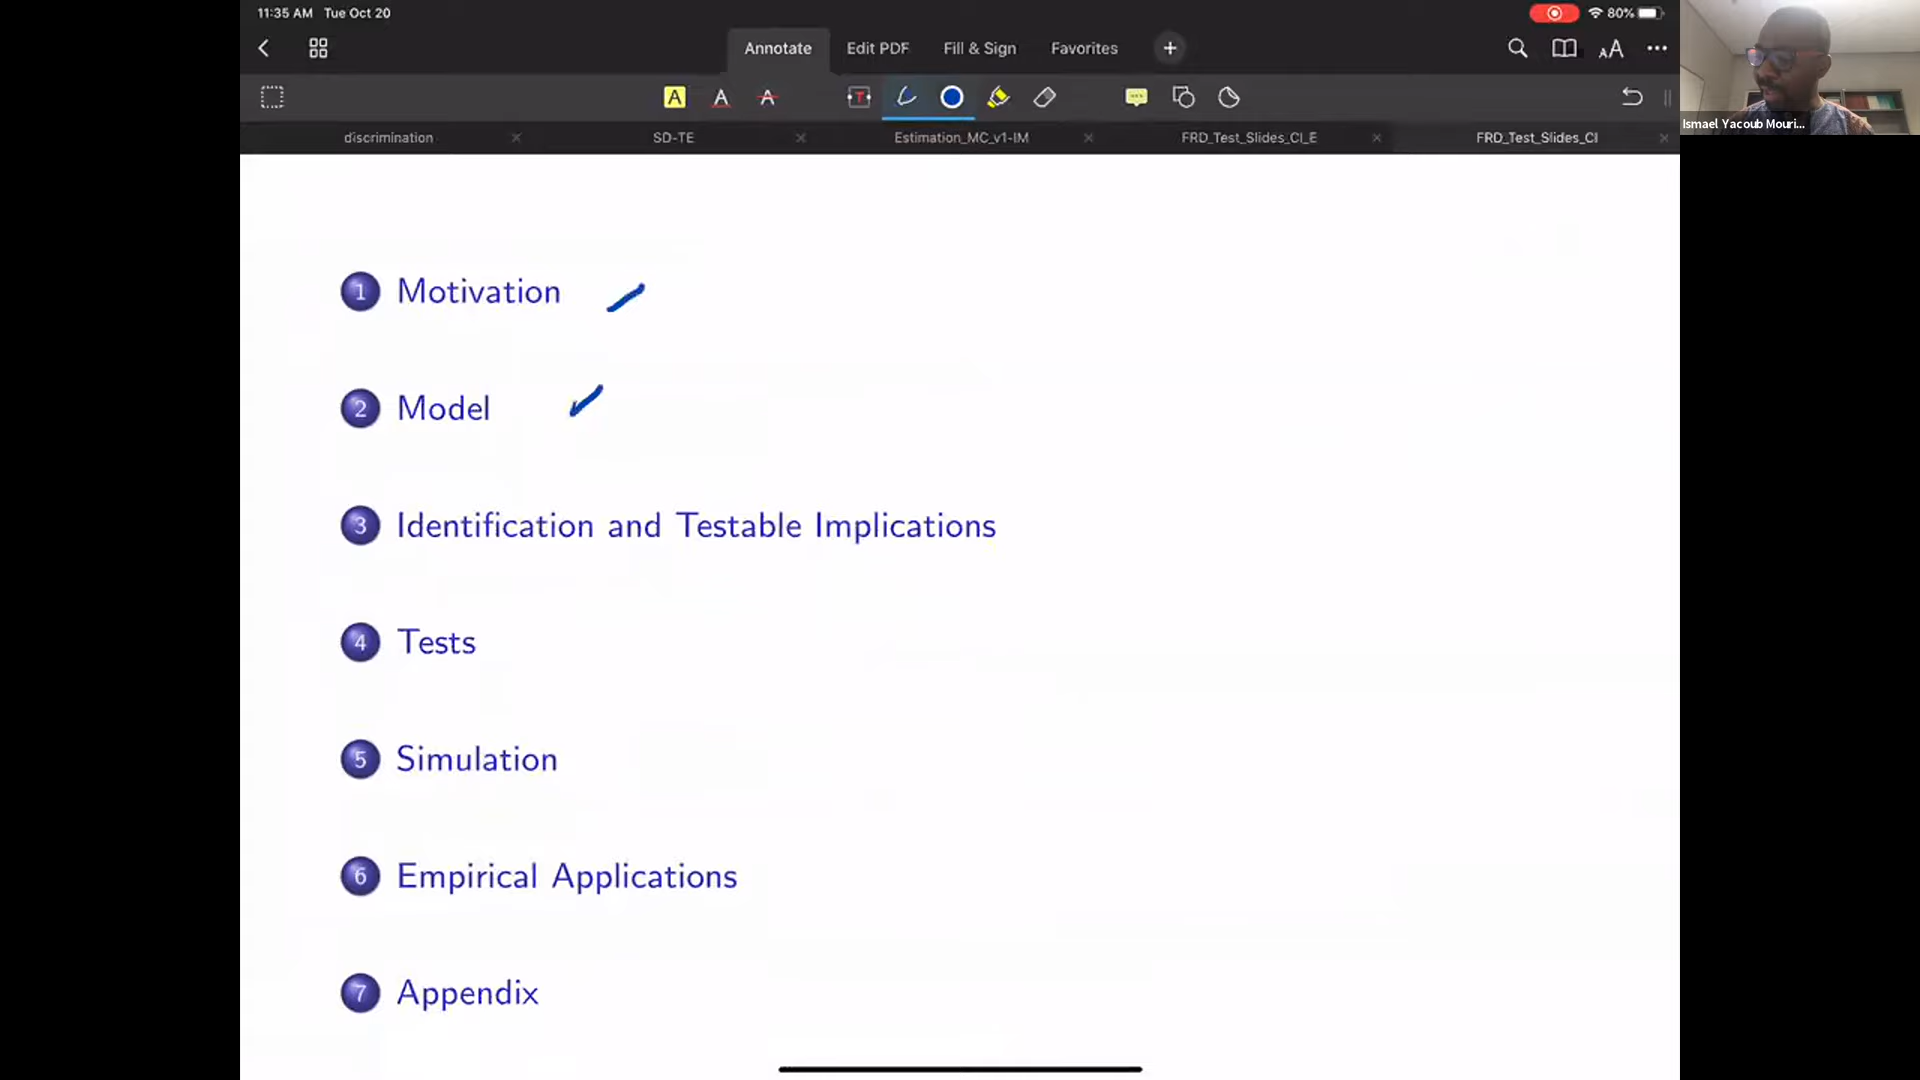 11:35 AM Tue Oct 20
80%
Annotate Edit PDF Fill & Sign Favorites
discrimination SD-TE Estimation_MC_v1-IM FRD_Test_Slides_CI_E FRD_Test_Slides_CI
Ismael Yacoub Mouri...
1 Motivation
2 Model
3 Identification and Testable Implications
4 Tests
5 Simulation
6 Empirical Applications
7 Appendix